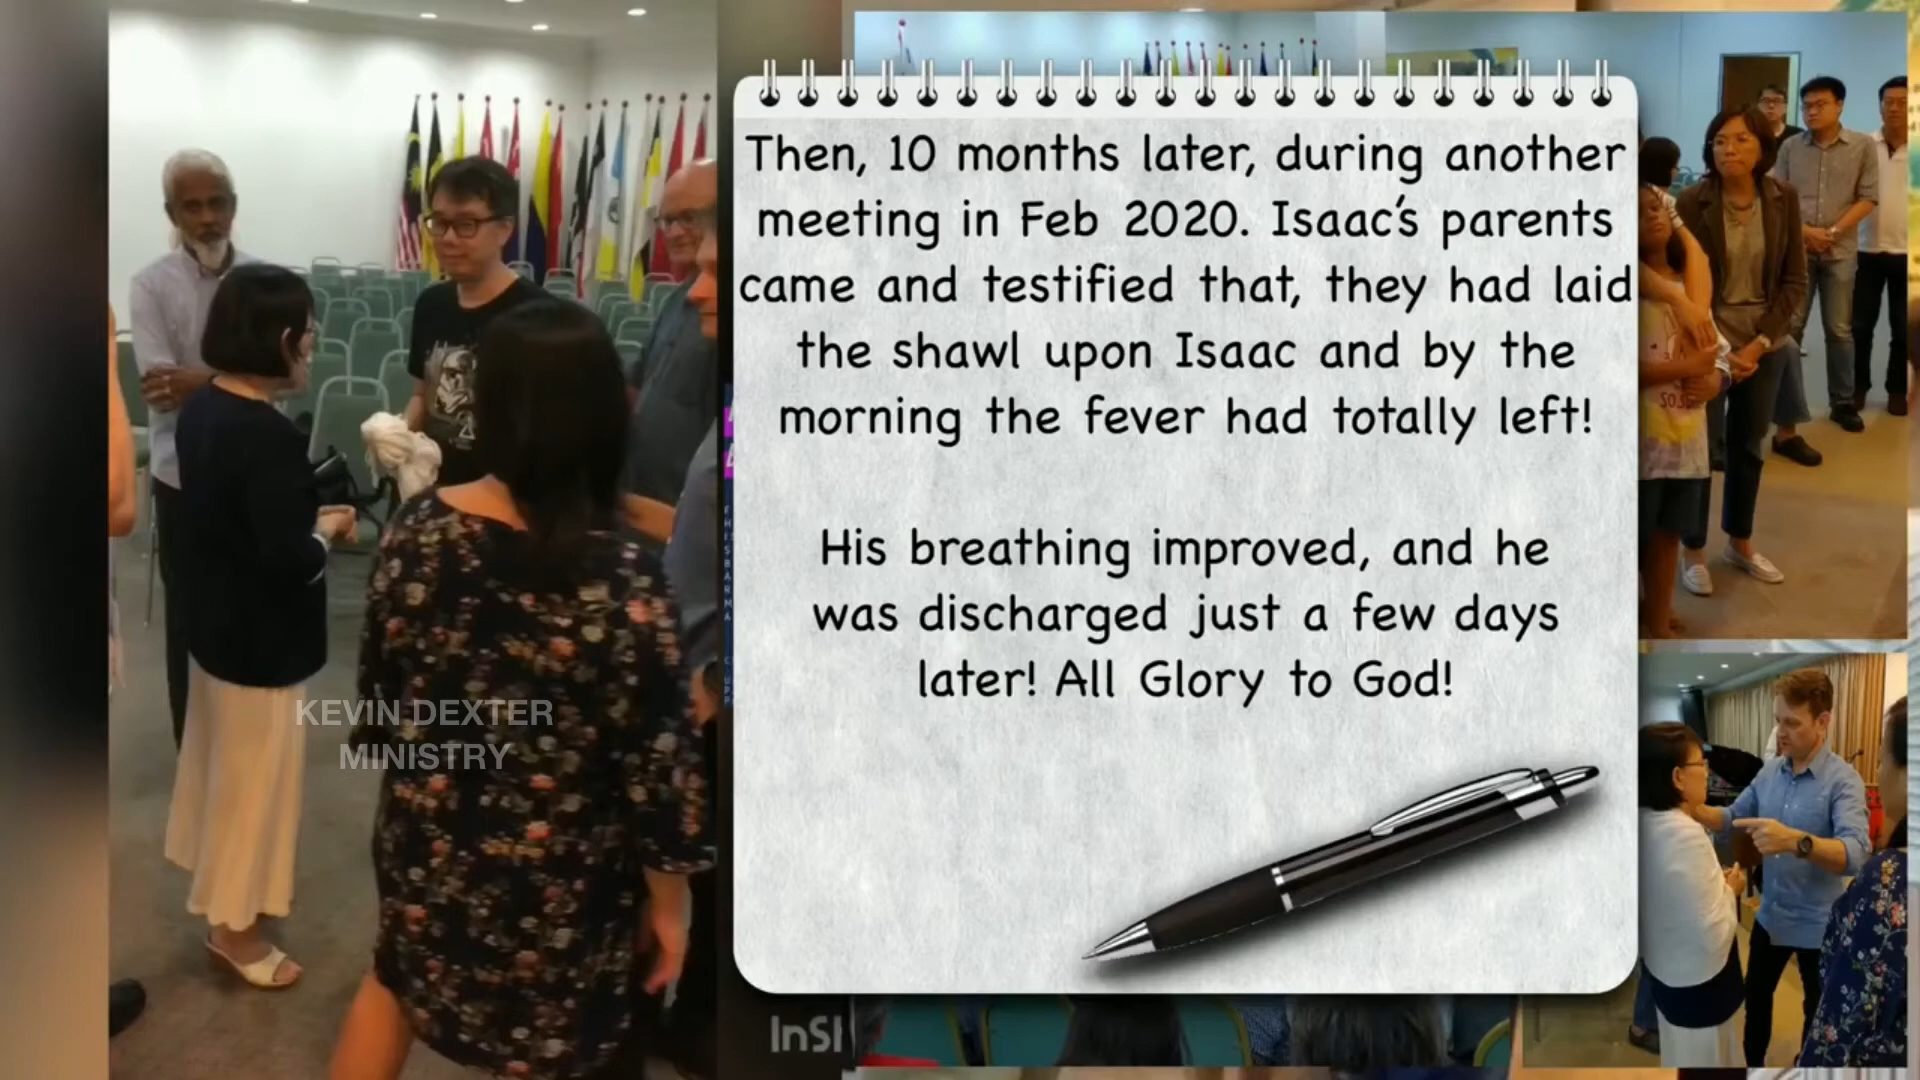 Then, 10 months later, during another
meeting in Feb 2020. Isaac's parents
came and testified that, they had laid
the shawl upon Isaac and by the
morning the fever had totally left!
His breathing improved, and he
was discharged just a few days
later! All Glory to God!
KEVIN DEXTER
MINISTRY